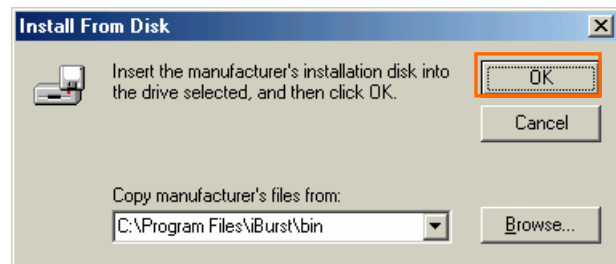 Install From Disk
Insert the manufacturer's installation disk into
the drive selected, and then click OK.
OK
Cancel
Copy manufacturer's files from:
C:\Program Files\iBurst\bin
Browse...